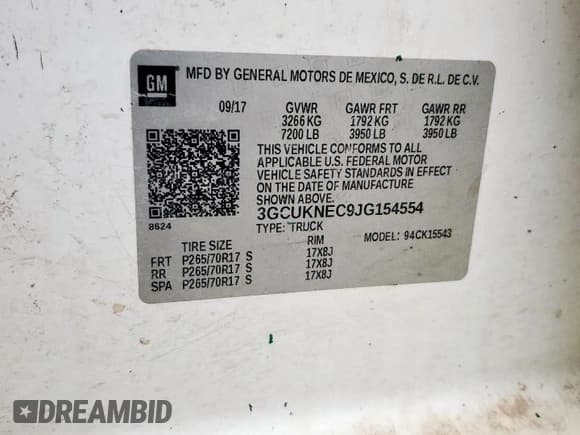 GM
MFD BY GENERAL MOTORS DE MEXICO, S. DE R.L. DE C.V.
09/17 GVWR GAWR FRT GAWR RR
3266 KG 1792 KG 1792 KG
7200 LB 3950 LB 3950 LB
THIS VEHICLE CONFORMS TO ALL
APPLICABLE U.S. FEDERAL MOTOR
VEHICLE SAFETY STANDARDS IN EFFECT
ON THE DATE OF MANUFACTURE
SHOWN ABOVE.
8624 3GCUKNEC9JG154554
TYPE: TRUCK MODEL: 94CK15543
TIRE SIZE RIM
FRT P265/70R17 S 17X8J
RR P265/70R17 S 17X8J
SPA P265/70R17 S 17X8J
DREAMBID